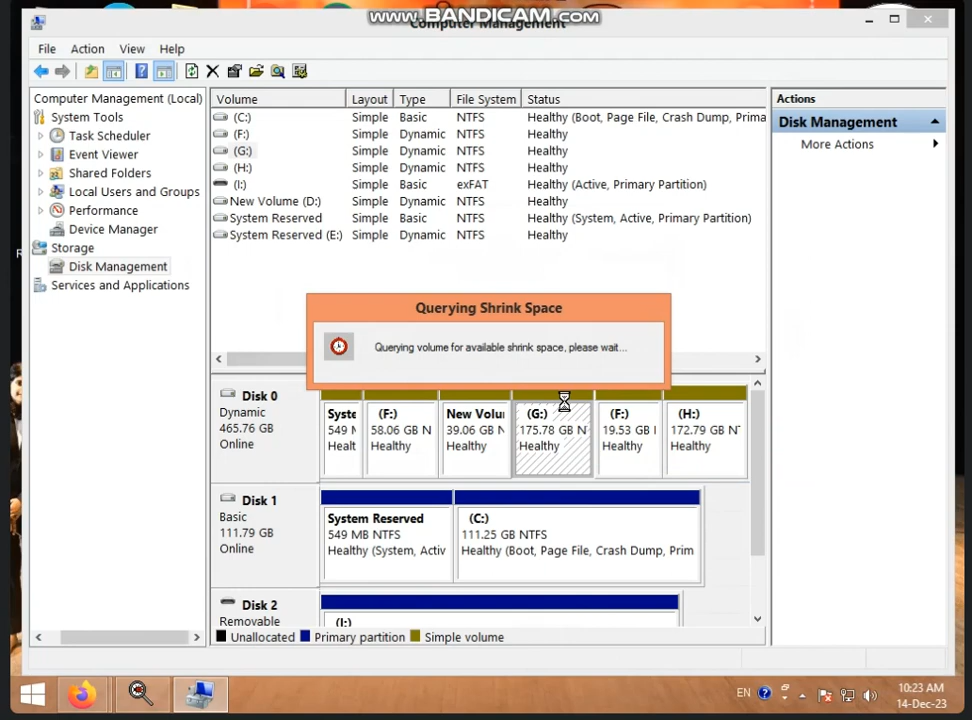 www.BANDICAM.com
Computer Management
File Action View Help
Computer Management (Local)
System Tools
Task Scheduler
Event Viewer
Shared Folders
Local Users and Groups
Performance
Device Manager
Storage
Disk Management
Services and Applications
Volume Layout Type File System Status
(C:) Simple Basic NTFS Healthy (Boot, Page File, Crash Dump, Prima
(F:) Simple Dynamic NTFS Healthy
(G:) Simple Dynamic NTFS Healthy
(H:) Simple Dynamic NTFS Healthy
(I:) Simple Basic exFAT Healthy (Active, Primary Partition)
New Volume (D:) Simple Dynamic NTFS Healthy
System Reserved Simple Basic NTFS Healthy (System, Active, Primary Partition)
System Reserved (E:) Simple Dynamic NTFS Healthy
Actions
Disk Management
More Actions
Querying Shrink Space
Querying volume for available shrink space, please wait...
Disk 0
Dynamic
465.76 GB
Online
Syste
549 M
Healt
(F:)
58.06 GB N
Healthy
New Volu
39.06 GB N
Healthy
(G:)
175.78 GB N
Healthy
(F:)
19.53 GB
Healthy
(H:)
172.79 GB NT
Healthy
Disk 1
Basic
111.79 GB
Online
System Reserved
549 MB NTFS
Healthy (System, Activ
(C:)
111.25 GB NTFS
Healthy (Boot, Page File, Crash Dump, Prim
Disk 2
Removable
(I:)
Unallocated Primary partition Simple volume
EN
10:23 AM
14-Dec-23